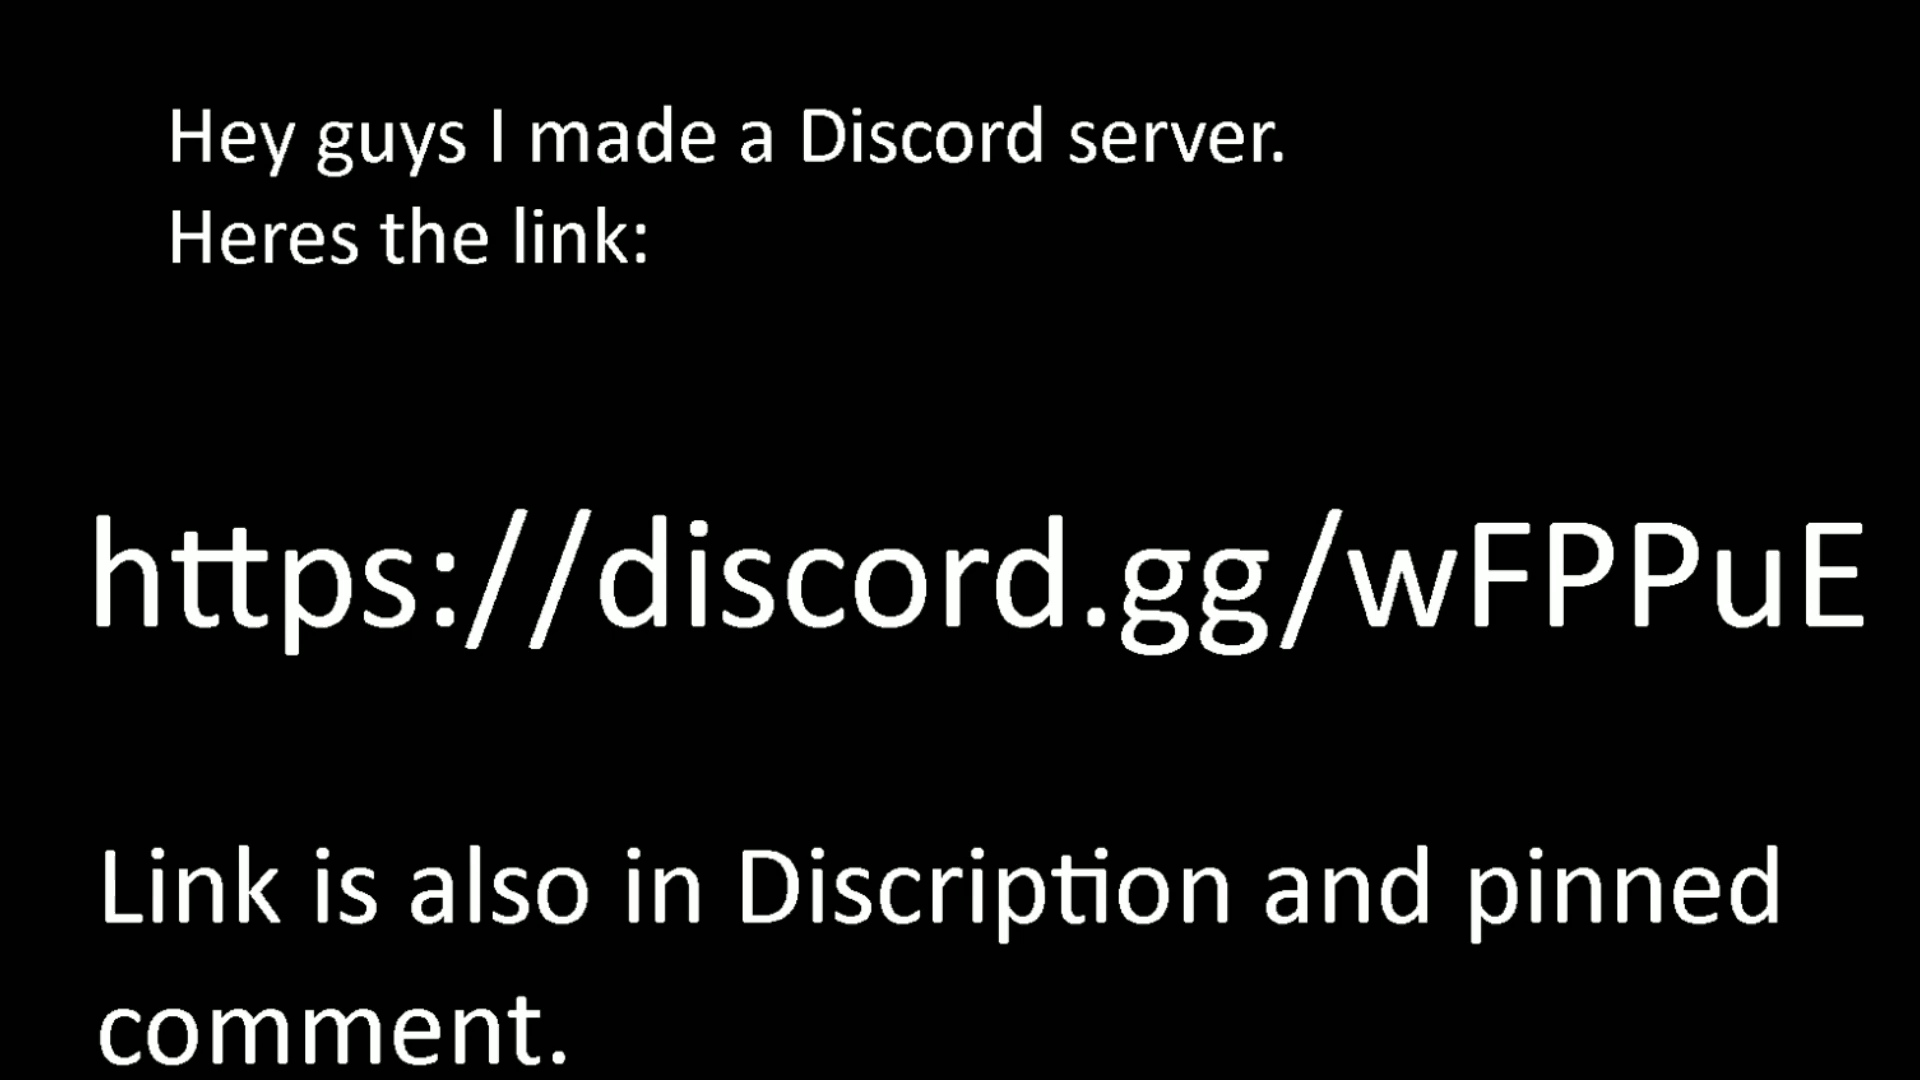 Hey guys I made a Discord server.
Heres the link:
https://discord.gg/wFPPuE
Link is also in Discription and pinned
comment.